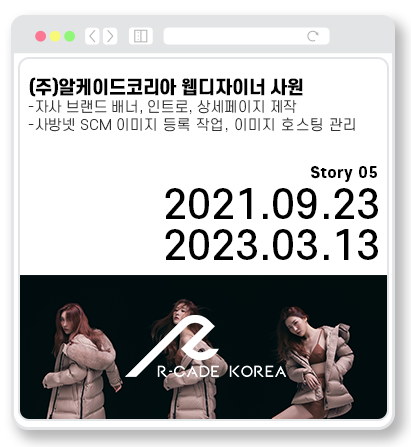 (주)알케이드코리아 웹디자이너 사원
-자사 브랜드 배너, 인트로, 상세페이지 제작
-사방넷 SCM 이미지 등록 작업, 이미지 호스팅 관리
Story 05
2021.09.23
2023.03.13
R-CADE KOREA